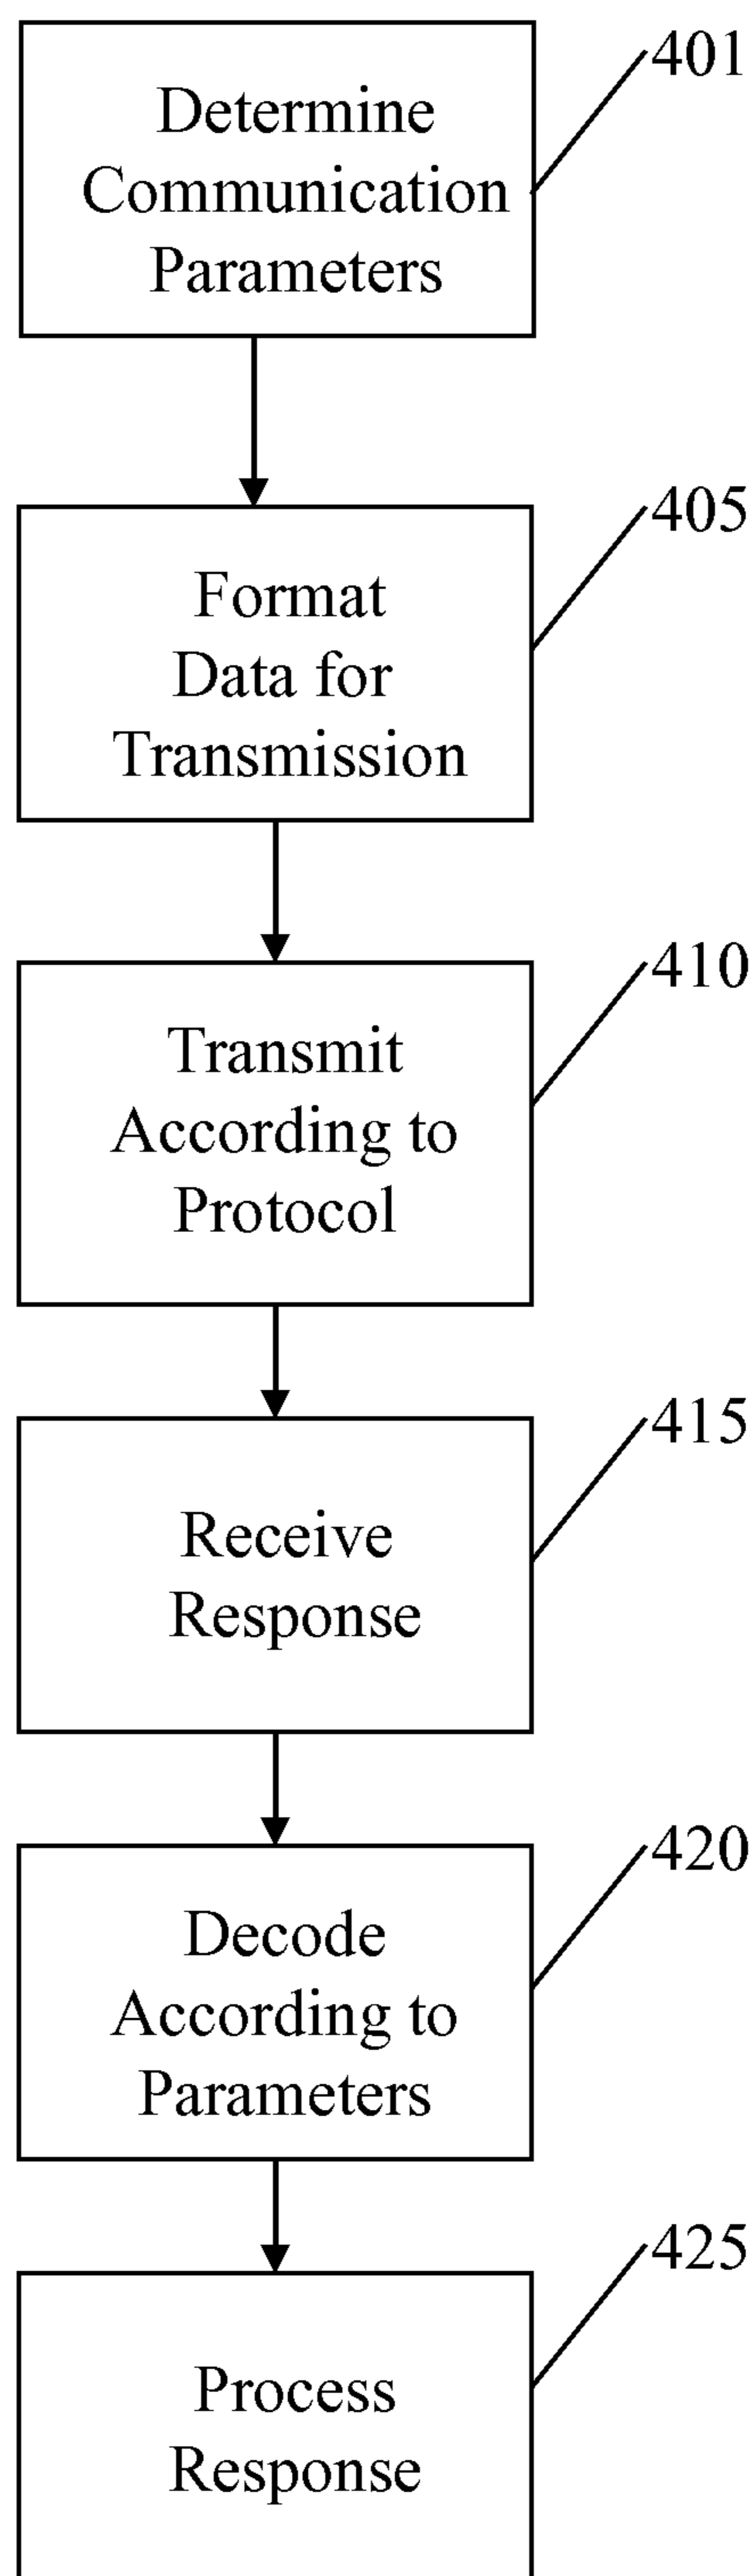 401
Determine
Communication
Parameters
405
Format
Data for
Transmission
410
Transmit
According to
Protocol
415
Receive
Response
420
Decode
According to
Parameters
425
Process
Response